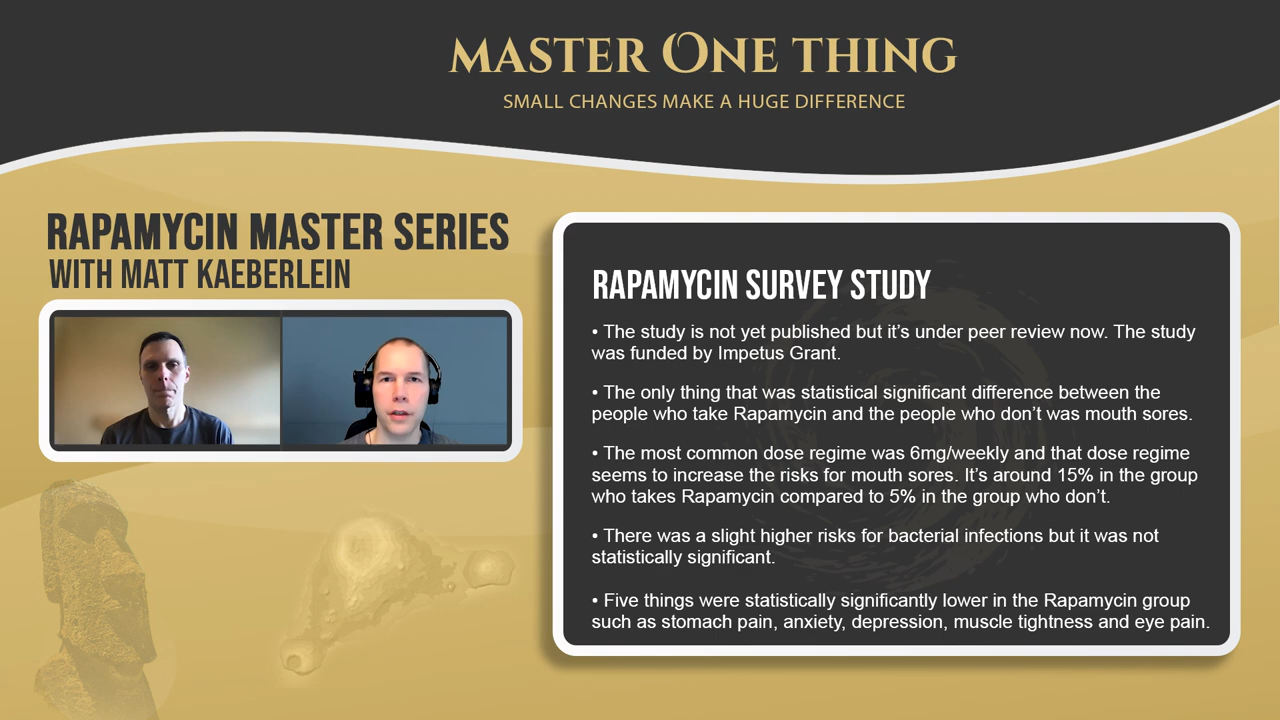 MASTER ONE THING
SMALL CHANGES MAKE A HUGE DIFFERENCE
RAPAMYCIN MASTER SERIES
WITH MATT KAEBERLEIN
RAPAMYCIN SURVEY STUDY
• The study is not yet published but it’s under peer review now. The study
was funded by Impetus Grant.
• The only thing that was statistical significant difference between the
people who take Rapamycin and the people who don’t was mouth sores.
• The most common dose regime was 6mg/weekly and that dose regime
seems to increase the risks for mouth sores. It’s around 15% in the group
who takes Rapamycin compared to 5% in the group who don’t.
• There was a slight higher risks for bacterial infections but it was not
statistically significant.
• Five things were statistically significantly lower in the Rapamycin group
such as stomach pain, anxiety, depression, muscle tightness and eye pain.